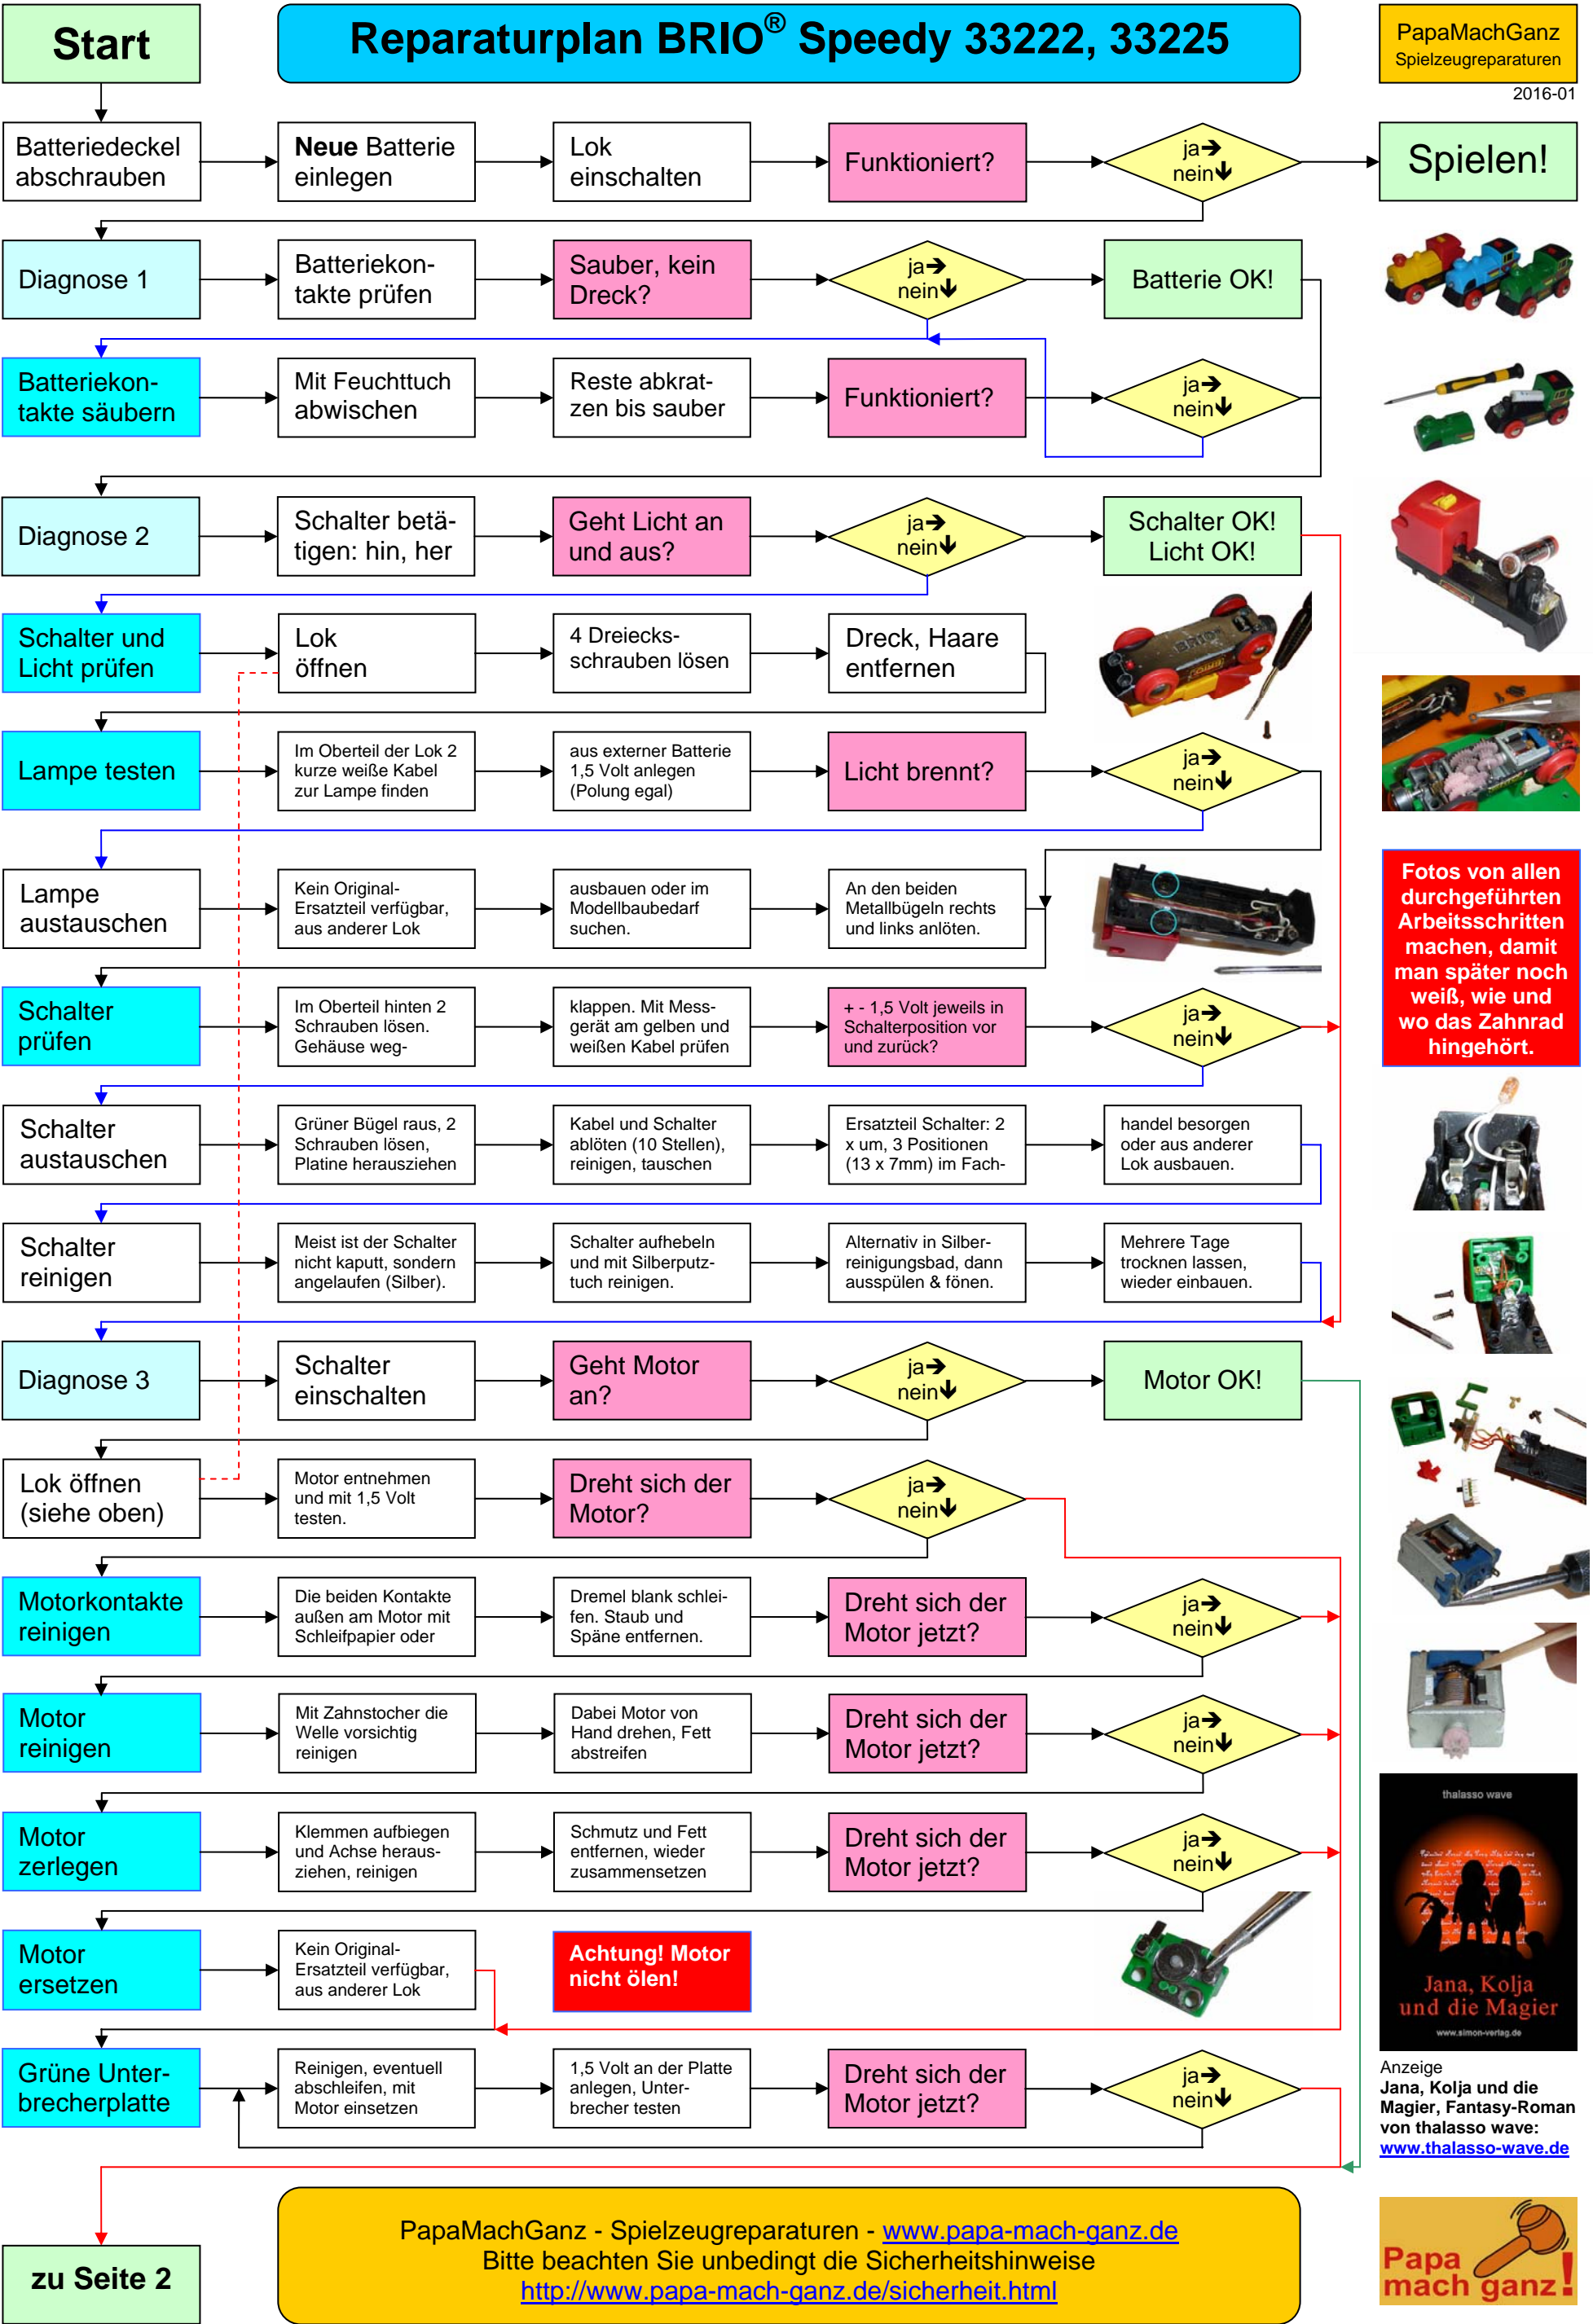 Start
Reparaturplan BRIO® Speedy 33222, 33225
PapaMachGanz
Spielzeugreparaturen
2016-01
Batteriedeckel
abschrauben
Neue Batterie
einlegen
Lok
einschalten
Funktioniert?
ja➔
nein🡻
Spielen!
Diagnose 1
Batteriekon-
takte prüfen
Sauber, kein
Dreck?
ja➔
nein🡻
Batterie OK!
Batteriekon-
takte säubern
Mit Feuchttuch
abwischen
Reste abkrat-
zen bis sauber
Funktioniert?
ja➔
nein🡻
Diagnose 2
Schalter betä-
tigen: hin, her
Geht Licht an
und aus?
ja➔
nein🡻
Schalter OK!
Licht OK!
Schalter und
Licht prüfen
Lok
öffnen
4 Dreiecks-
schrauben lösen
Dreck, Haare
entfernen
BRIO
Lampe testen
Im Oberteil der Lok 2
kurze weiße Kabel
zur Lampe finden
aus externer Batterie
1,5 Volt anlegen
(Polung egal)
Licht brennt?
ja➔
nein🡻
Lampe
austauschen
Kein Original-
Ersatzteil verfügbar,
aus anderer Lok
ausbauen oder im
Modellbaubedarf
suchen.
An den beiden
Metallbügeln rechts
und links anlöten.
Fotos von allen
durchgeführten
Arbeitsschritten
machen, damit
man später noch
weiß, wie und
wo das Zahnrad
hingehört.
Schalter
prüfen
Im Oberteil hinten 2
Schrauben lösen.
Gehäuse weg-
klappen. Mit Mess-
gerät am gelben und
weißen Kabel prüfen
+ - 1,5 Volt jeweils in
Schalterposition vor
und zurück?
ja➔
nein🡻
Schalter
austauschen
Grüner Bügel raus, 2
Schrauben lösen,
Platine herausziehen
Kabel und Schalter
ablöten (10 Stellen),
reinigen, tauschen
Ersatzteil Schalter: 2
x um, 3 Positionen
(13 x 7mm) im Fach-
handel besorgen
oder aus anderer
Lok ausbauen.
Schalter
reinigen
Meist ist der Schalter
nicht kaputt, sondern
angelaufen (Silber).
Schalter aufhebeln
und mit Silberputz-
tuch reinigen.
Alternativ in Silber-
reinigungsbad, dann
ausspülen & fönen.
Mehrere Tage
trocknen lassen,
wieder einbauen.
Diagnose 3
Schalter
einschalten
Geht Motor
an?
ja➔
nein🡻
Motor OK!
Lok öffnen
(siehe oben)
Motor entnehmen
und mit 1,5 Volt
testen.
Dreht sich der
Motor?
ja➔
nein🡻
Motorkontakte
reinigen
Die beiden Kontakte
außen am Motor mit
Schleifpapier oder
Dremel blank schlei-
fen. Staub und
Späne entfernen.
Dreht sich der
Motor jetzt?
ja➔
nein🡻
Motor
reinigen
Mit Zahnstocher die
Welle vorsichtig
reinigen
Dabei Motor von
Hand drehen, Fett
abstreifen
Dreht sich der
Motor jetzt?
ja➔
nein🡻
Motor
zerlegen
Klemmen aufbiegen
und Achse heraus-
ziehen, reinigen
Schmutz und Fett
entfernen, wieder
zusammensetzen
Dreht sich der
Motor jetzt?
ja➔
nein🡻
Motor
ersetzen
Kein Original-
Ersatzteil verfügbar,
aus anderer Lok
Achtung! Motor
nicht ölen!
thalasso wave
Jana, Kolja
und die Magier
www.simon-verlag.de
Grüne Unter-
brecherplatte
Reinigen, eventuell
abschleifen, mit
Motor einsetzen
1,5 Volt an der Platte
anlegen, Unter-
brecher testen
Dreht sich der
Motor jetzt?
ja➔
nein🡻
Anzeige
Jana, Kolja und die
Magier, Fantasy-Roman
von thalasso wave:
www.thalasso-wave.de
zu Seite 2
PapaMachGanz - Spielzeugreparaturen - www.papa-mach-ganz.de
Bitte beachten Sie unbedingt die Sicherheitshinweise
http://www.papa-mach-ganz.de/sicherheit.html
Papa
mach ganz!